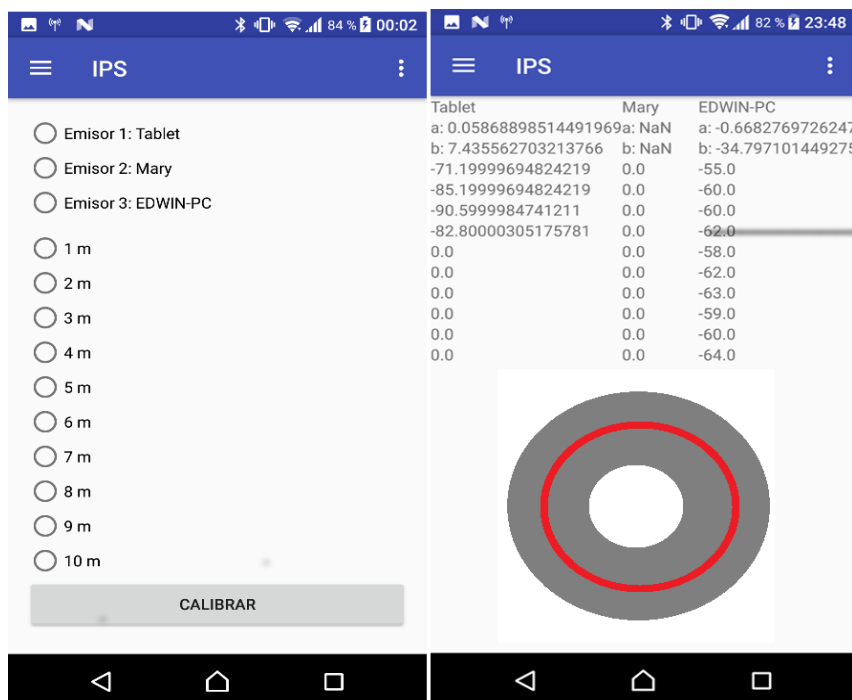 84 % 00:02
IPS
Emisor 1: Tablet
Emisor 2: Mary
Emisor 3: EDWIN-PC
1 m
2 m
3 m
4 m
5 m
6 m
7 m
8 m
9 m
10 m
CALIBRAR
82 % 23:48
IPS
Tablet Mary EDWIN-PC
a: 0.05868898514491969a: NaN a: -0.6682769726247
b: 7.435562703213766 b: NaN b: -34.797101449275
-71.19999694824219 0.0 -55.0
-85.19999694824219 0.0 -60.0
-90.5999984741211 0.0 -60.0
-82.80000305175781 0.0 -62.0
0.0 0.0 -58.0
0.0 0.0 -62.0
0.0 0.0 -63.0
0.0 0.0 -59.0
0.0 0.0 -60.0
0.0 0.0 -64.0